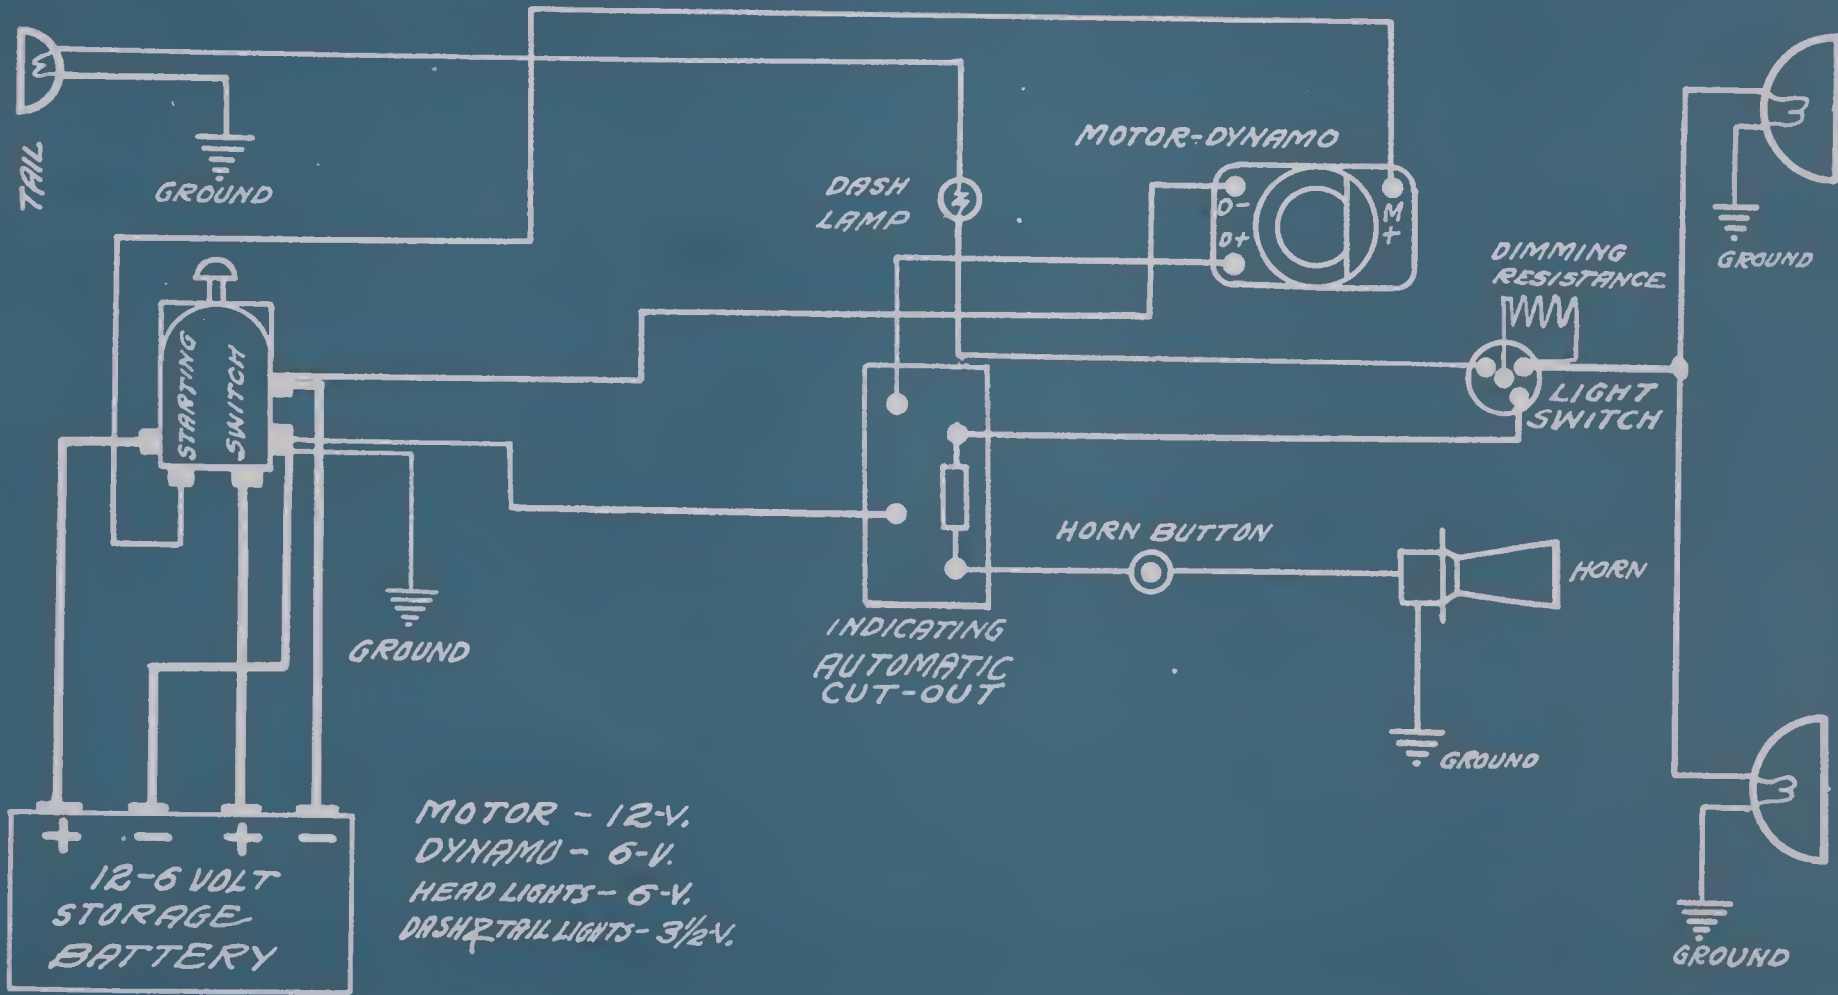 TAIL
GROUND
MOTOR-DYNAMO
DASH
LAMP
D-
D+
M
+
DIMMING
RESISTANCE
GROUND
STARTING
SWITCH
LIGHT
SWITCH
HORN BUTTON
HORN
GROUND
INDICATING
AUTOMATIC
CUT-OUT
GROUND
+ - + -
12-6 VOLT
STORAGE
BATTERY
MOTOR - 12-V.
DYNAMO - 6-V.
HEAD LIGHTS - 6-V.
DASH & TAIL LIGHTS - 3½-V.
GROUND